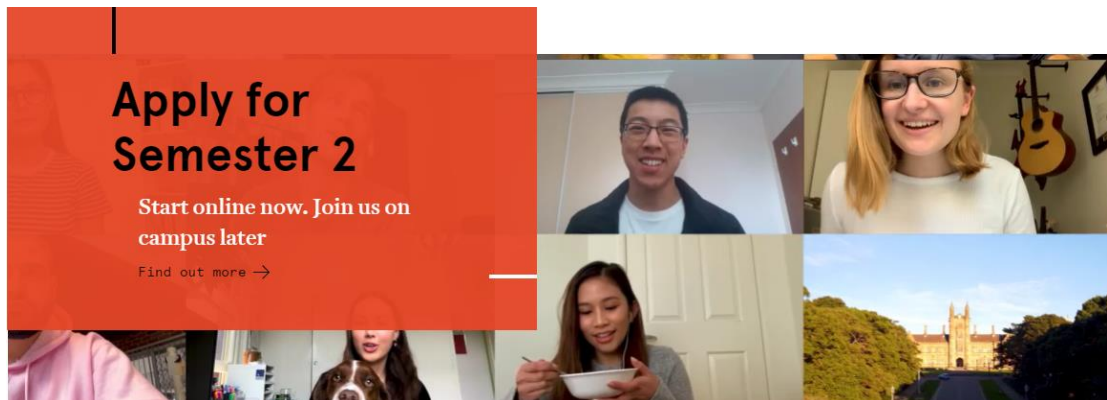 Apply for
Semester 2
Start online now. Join us on
campus later
Find out more